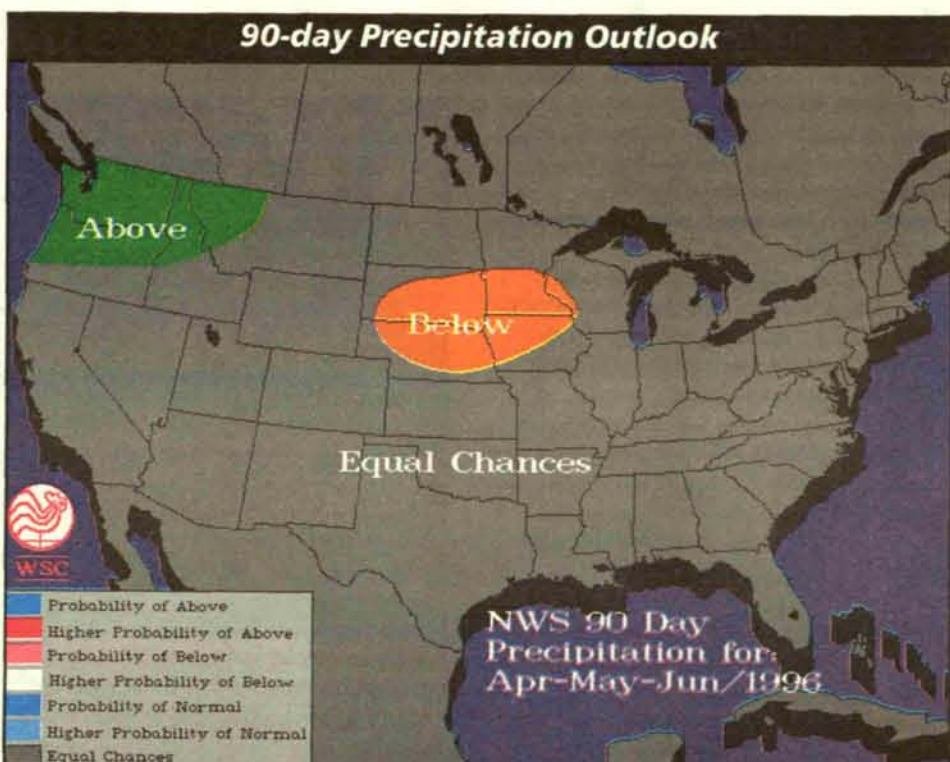 90-day Precipitation Outlook
Above
Below
Equal Chances
WSC
NWS 90 Day
Precipitation for:
Apr-May-Jun/1996
Probability of Above
Higher Probability of Above
Probability of Below
Higher Probability of Below
Probability of Normal
Higher Probability of Normal
Equal Chances